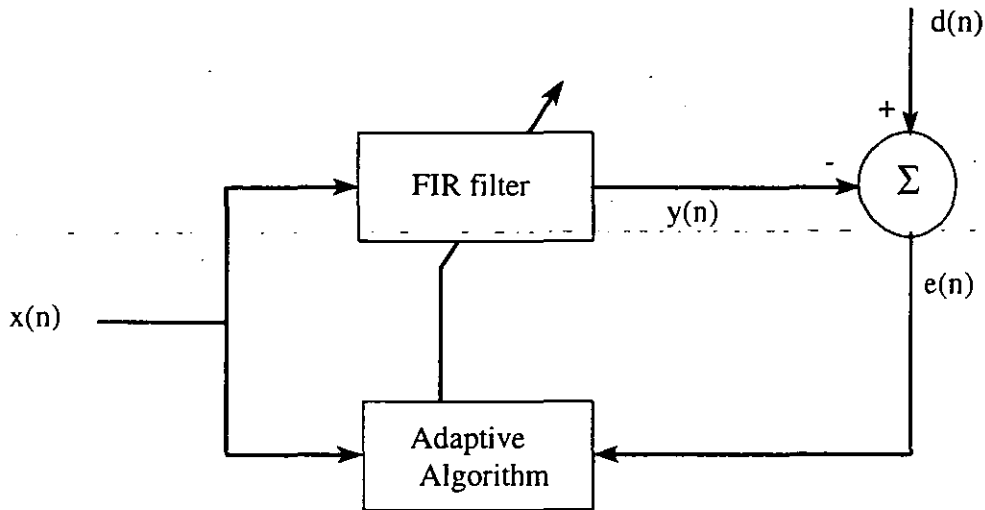 d(n)
+
FIR filter
-
Σ
y(n)
e(n)
x(n)
Adaptive
Algorithm